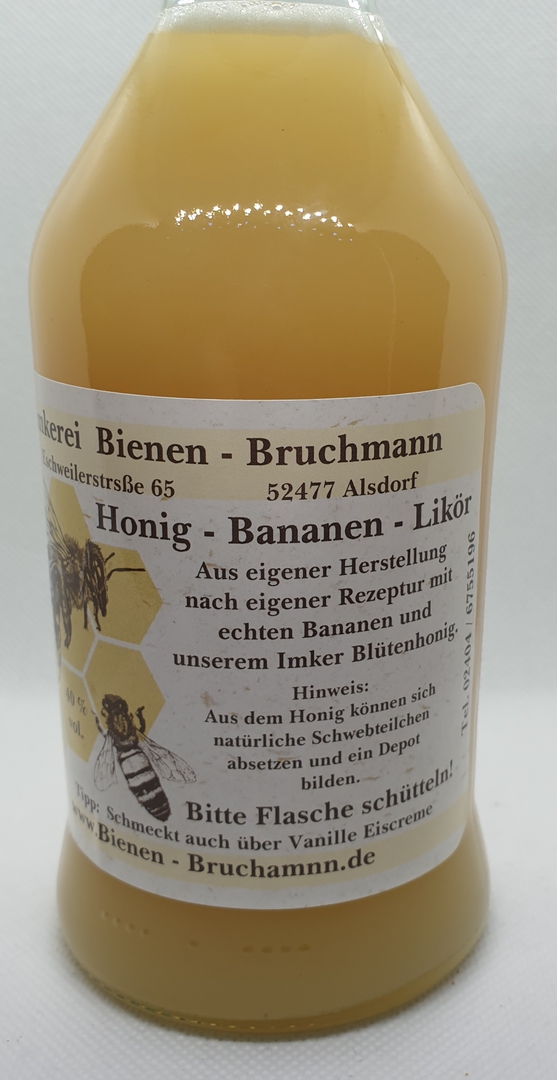 nkerei Bienen - Bruchmann
Eschweilerstrsße 65 52477 Alsdorf
Honig - Bananen - Likör
Aus eigener Herstellung
nach eigener Rezeptur mit
echten Bananen und
unserem Imker Blütenhonig.
Hinweis:
Aus dem Honig können sich
natürliche Schwebteilchen
absetzen und ein Depot
bilden.
Bitte Flasche schütteln!
Tipp: Schmeckt auch über Vanille Eiscreme
www.Bienen - Bruchamnn.de
40 %
vol.
Tel. 02404 / 6755196